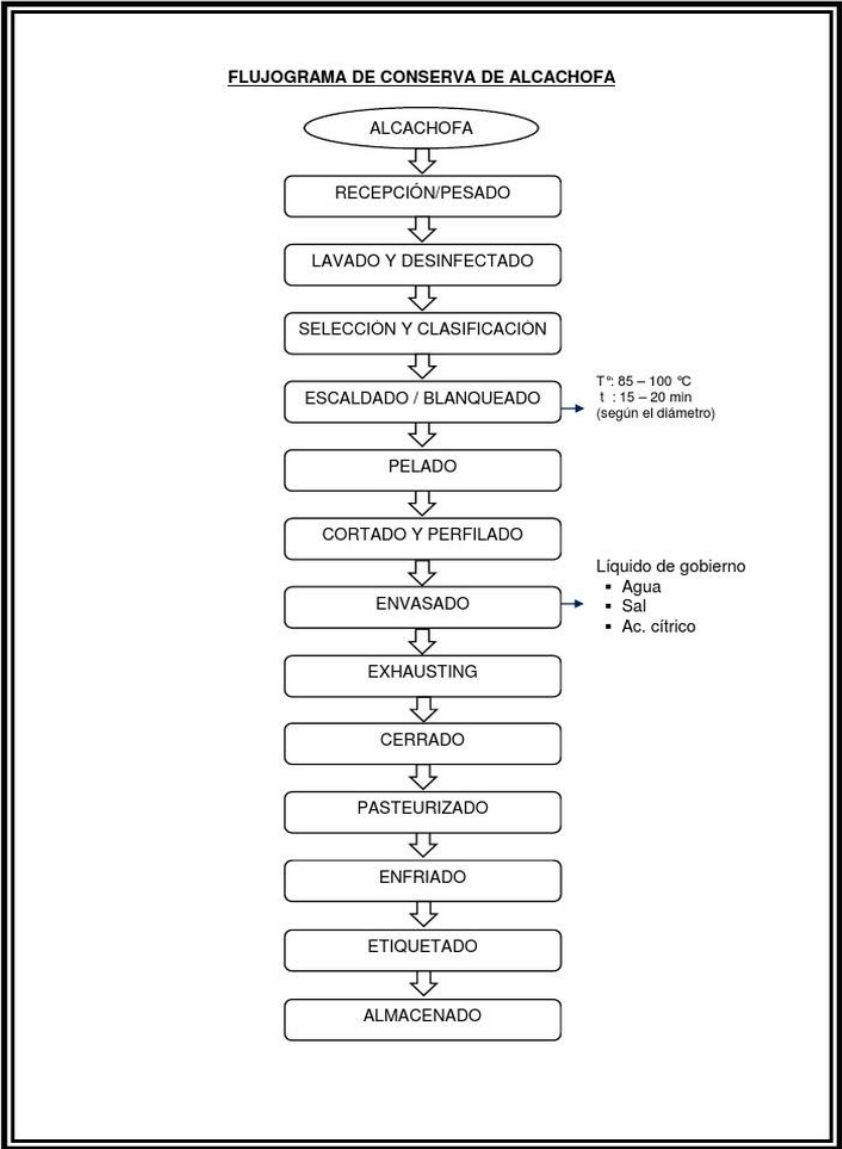 FLUJOGRAMA DE CONSERVA DE ALCACHOFA
ALCACHOFA
RECEPCIÓN/PESADO
LAVADO Y DESINFECTADO
SELECCIÓN Y CLASIFICACIÓN
ESCALDADO / BLANQUEADO
T°: 85 – 100 °C
t : 15 – 20 min
(según el diámetro)
PELADO
CORTADO Y PERFILADO
ENVASADO
Líquido de gobierno
▪ Agua
▪ Sal
▪ Ac. cítrico
EXHAUSTING
CERRADO
PASTEURIZADO
ENFRIADO
ETIQUETADO
ALMACENADO